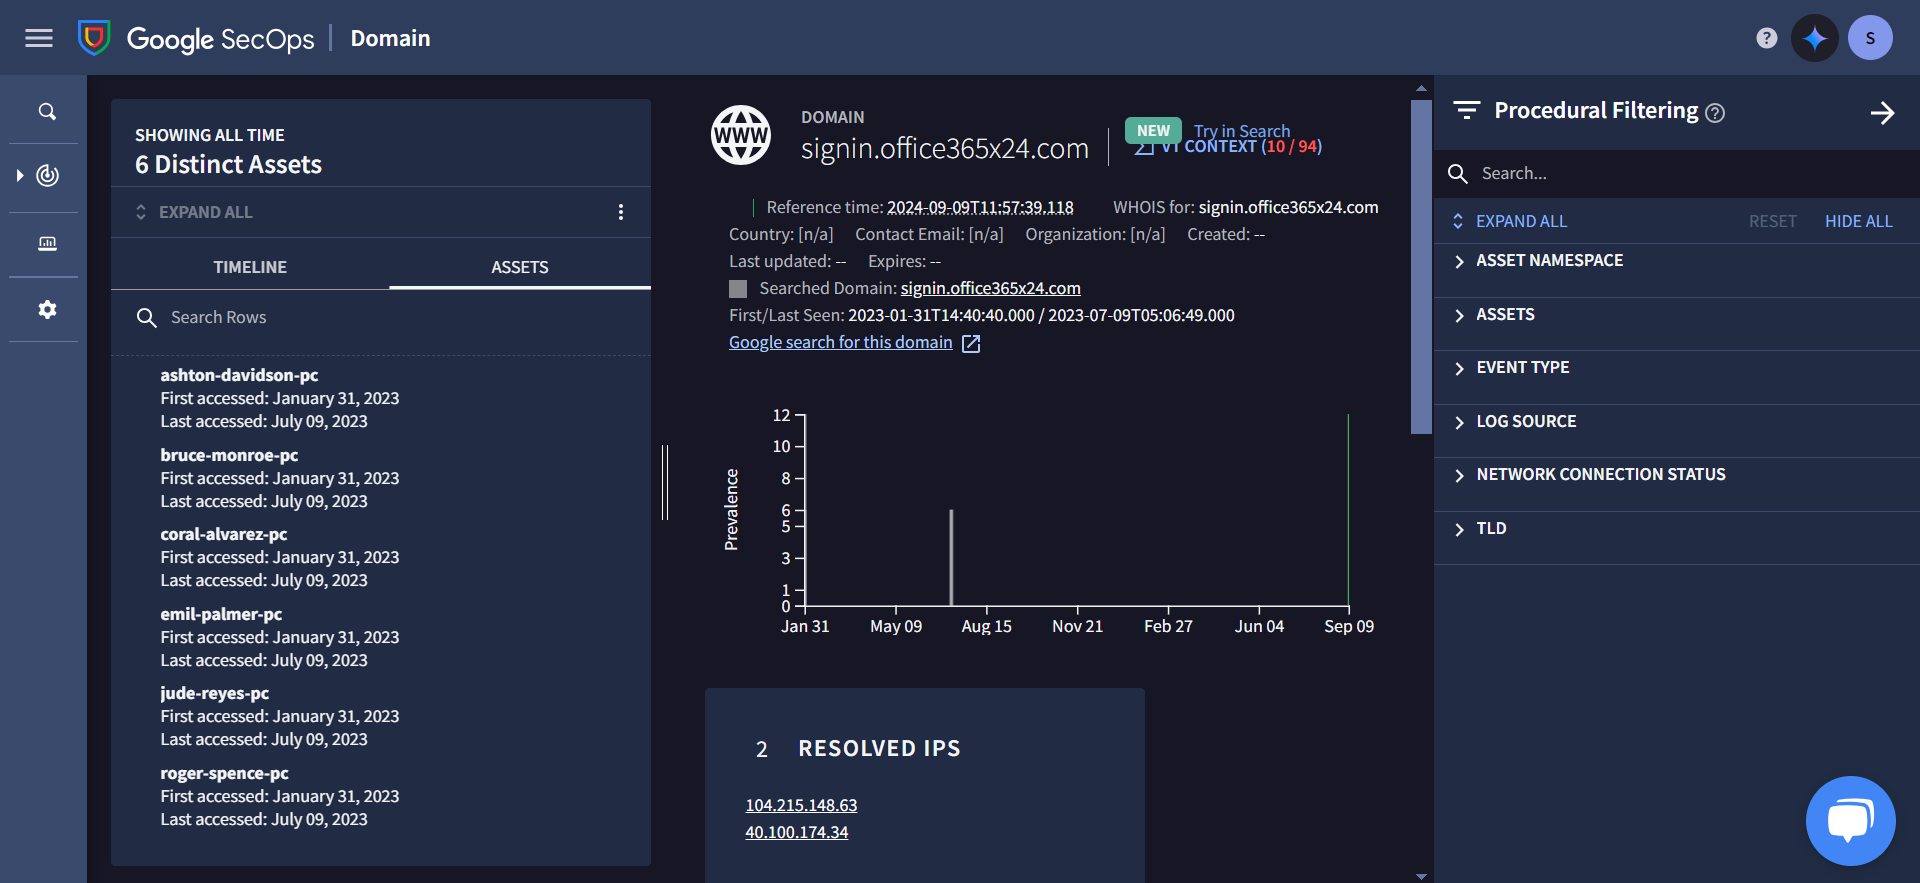 Google SecOps | Domain
?
S
SHOWING ALL TIME
6 Distinct Assets
EXPAND ALL
TIMELINE
ASSETS
Search Rows
ashton-davidson-pc
First accessed: January 31, 2023
Last accessed: July 09, 2023
bruce-monroe-pc
First accessed: January 31, 2023
Last accessed: July 09, 2023
coral-alvarez-pc
First accessed: January 31, 2023
Last accessed: July 09, 2023
emil-palmer-pc
First accessed: January 31, 2023
Last accessed: July 09, 2023
jude-reyes-pc
First accessed: January 31, 2023
Last accessed: July 09, 2023
roger-spence-pc
First accessed: January 31, 2023
Last accessed: July 09, 2023
WWW
DOMAIN
signin.office365x24.com
NEW Try in Search
VT CONTEXT (10 / 94)
Reference time: 2024-09-09T11:57:39.118 WHOIS for: signin.office365x24.com
Country: [n/a] Contact Email: [n/a] Organization: [n/a] Created: --
Last updated: -- Expires: --
Searched Domain: signin.office365x24.com
First/Last Seen: 2023-01-31T14:40:40.000 / 2023-07-09T05:06:49.000
Google search for this domain
Prevalence
12
10
8
6
5
3
1
0
Jan 31 May 09 Aug 15 Nov 21 Feb 27 Jun 04 Sep 09
2 RESOLVED IPS
104.215.148.63
40.100.174.34
Procedural Filtering ?
Search...
EXPAND ALL RESET HIDE ALL
ASSET NAMESPACE
ASSETS
EVENT TYPE
LOG SOURCE
NETWORK CONNECTION STATUS
TLD